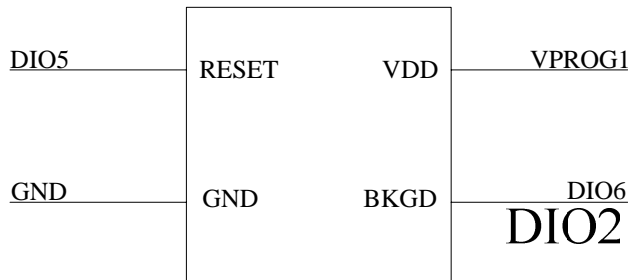 DIO5 RESET VDD VPROG1
GND GND BKGD DIO6
DIO2